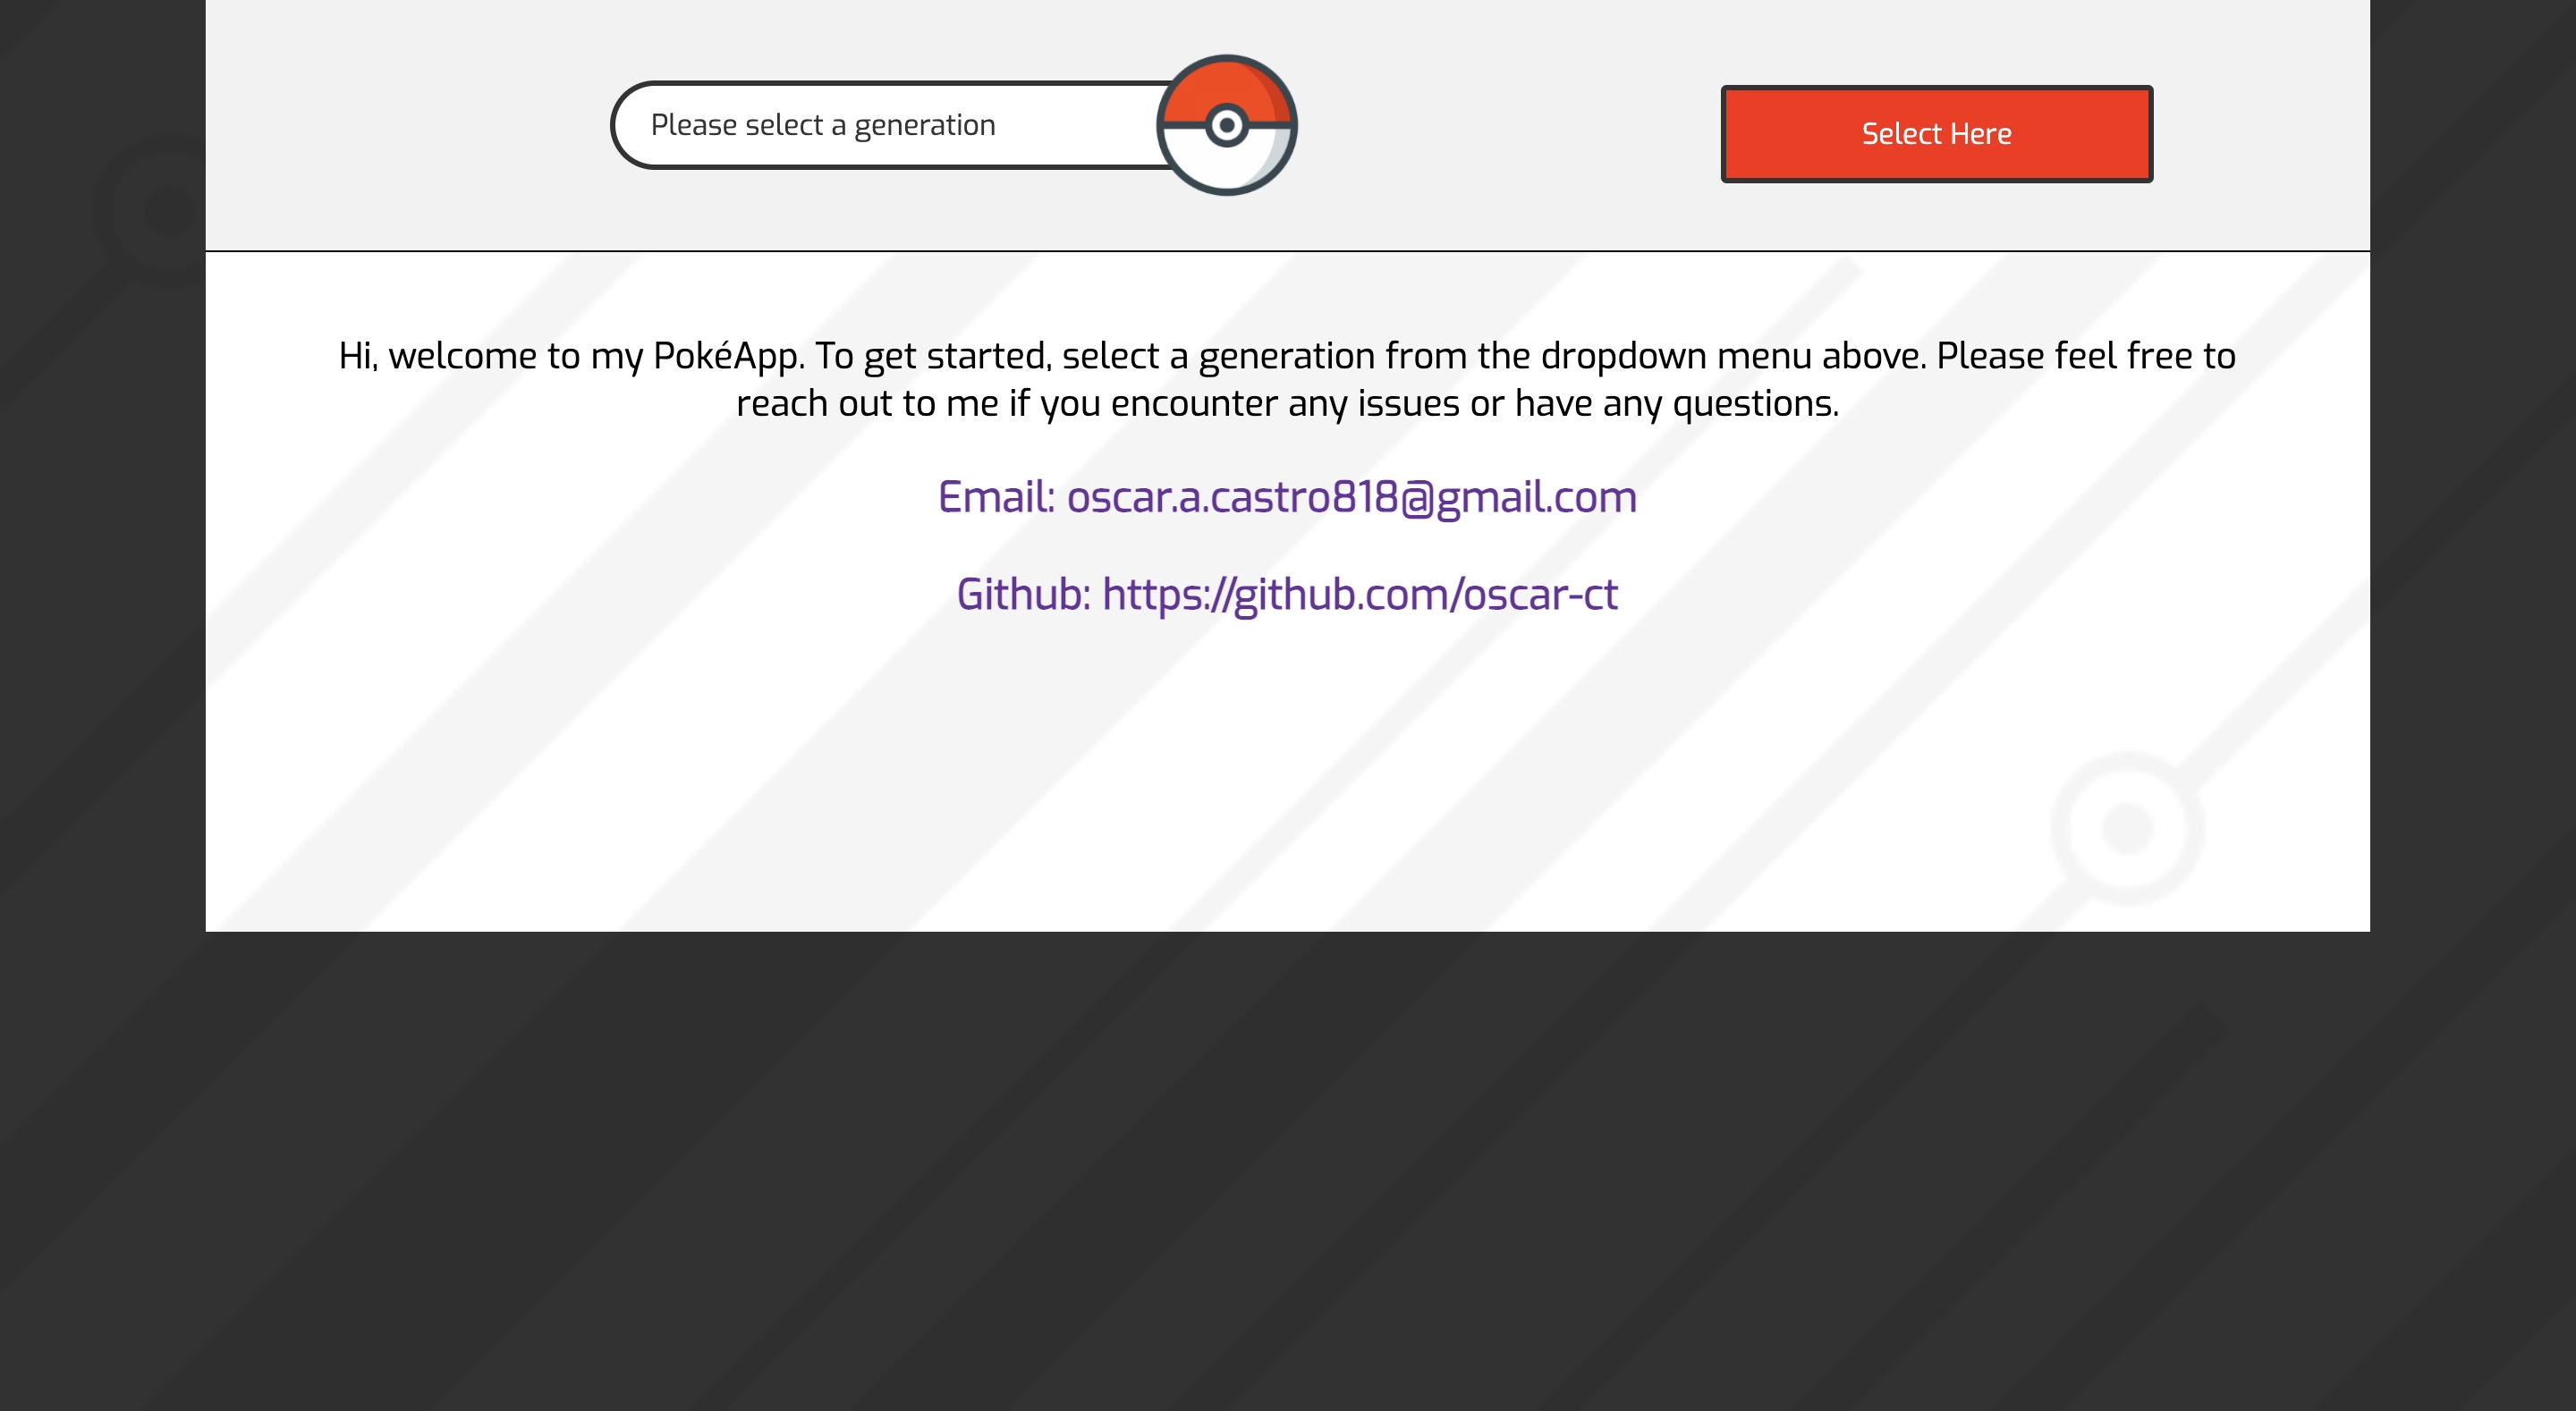 Please select a generation
Select Here
Hi, welcome to my PokéApp. To get started, select a generation from the dropdown menu above. Please feel free to
reach out to me if you encounter any issues or have any questions.
Email: oscar.a.castro818@gmail.com
Github: https://github.com/oscar-ct